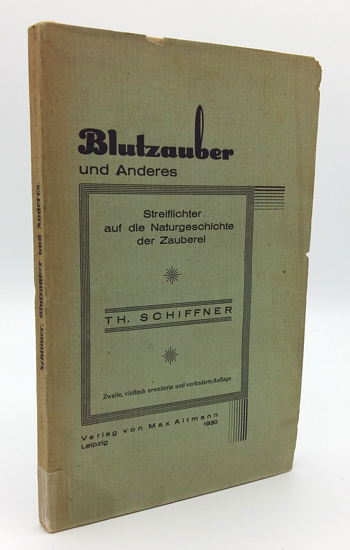 Blutzauber
und Anderes
Streiflichter
auf die Naturgeschichte
der Zauberei
TH. SCHIFFNER
Zweite, vielfach erweiterte und veränderte Auflage
Verlag von Max Altmann
Leipzig 1930
Schiffner, Blutzauber und Anderes.